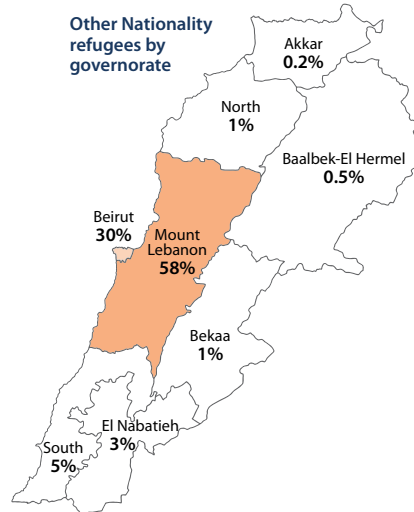 Other Nationality
refugees by
governorate
Akkar
0.2%
North
1%
Baalbek-El Hermel
0.5%
Beirut
30%
Mount
Lebanon
58%
Bekaa
1%
El Nabatieh
3%
South
5%